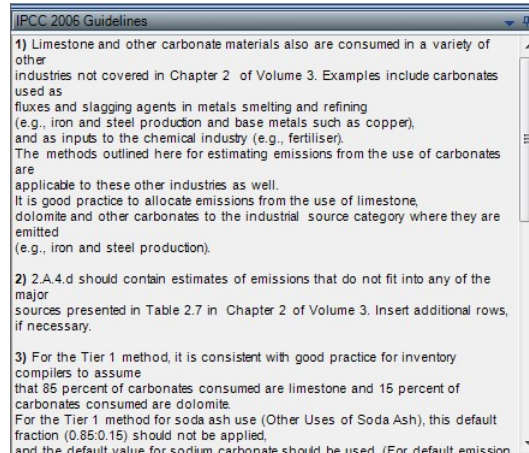 IPCC 2006 Guidelines
1) Limestone and other carbonate materials also are consumed in a variety of
other
industries not covered in Chapter 2 of Volume 3. Examples include carbonates
used as
fluxes and slagging agents in metals smelting and refining
(e.g., iron and steel production and base metals such as copper),
and as inputs to the chemical industry (e.g., fertiliser).
The methods outlined here for estimating emissions from the use of carbonates
are
applicable to these other industries as well.
It is good practice to allocate emissions from the use of limestone,
dolomite and other carbonates to the industrial source category where they are
emitted
(e.g., iron and steel production).
2) 2.A.4.d should contain estimates of emissions that do not fit into any of the
major
sources presented in Table 2.7 in Chapter 2 of Volume 3. Insert additional rows,
if necessary.
3) For the Tier 1 method, it is consistent with good practice for inventory
compilers to assume
that 85 percent of carbonates consumed are limestone and 15 percent of
carbonates consumed are dolomite.
For the Tier 1 method for soda ash use (Other Uses of Soda Ash), this default
fraction (0.85:0.15) should not be applied,
and the default value for sodium carbonate should be used. (For default emission